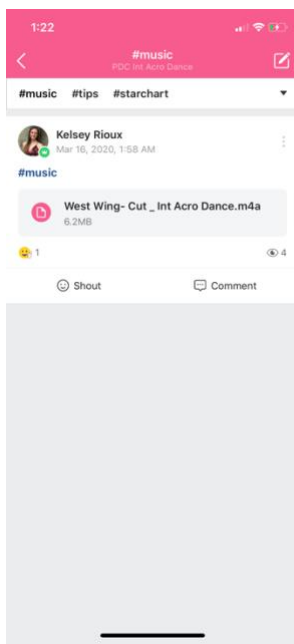 1:22
#music
PDC Int Acro Dance
#music #tips #starchart
Kelsey Rioux
Mar 16, 2020, 1:58 AM
#music
West Wing- Cut _ Int Acro Dance.m4a
6.2MB
1
4
Shout
Comment